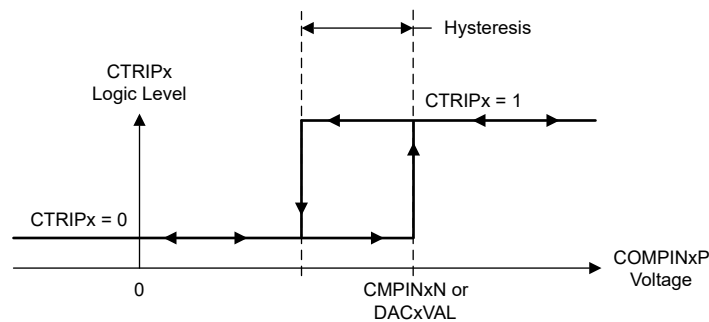 Hysteresis
CTRIPx
Logic Level
CTRIPx = 1
CTRIPx = 0
COMPINxP
Voltage
0
CMPINxN or
DACxVAL